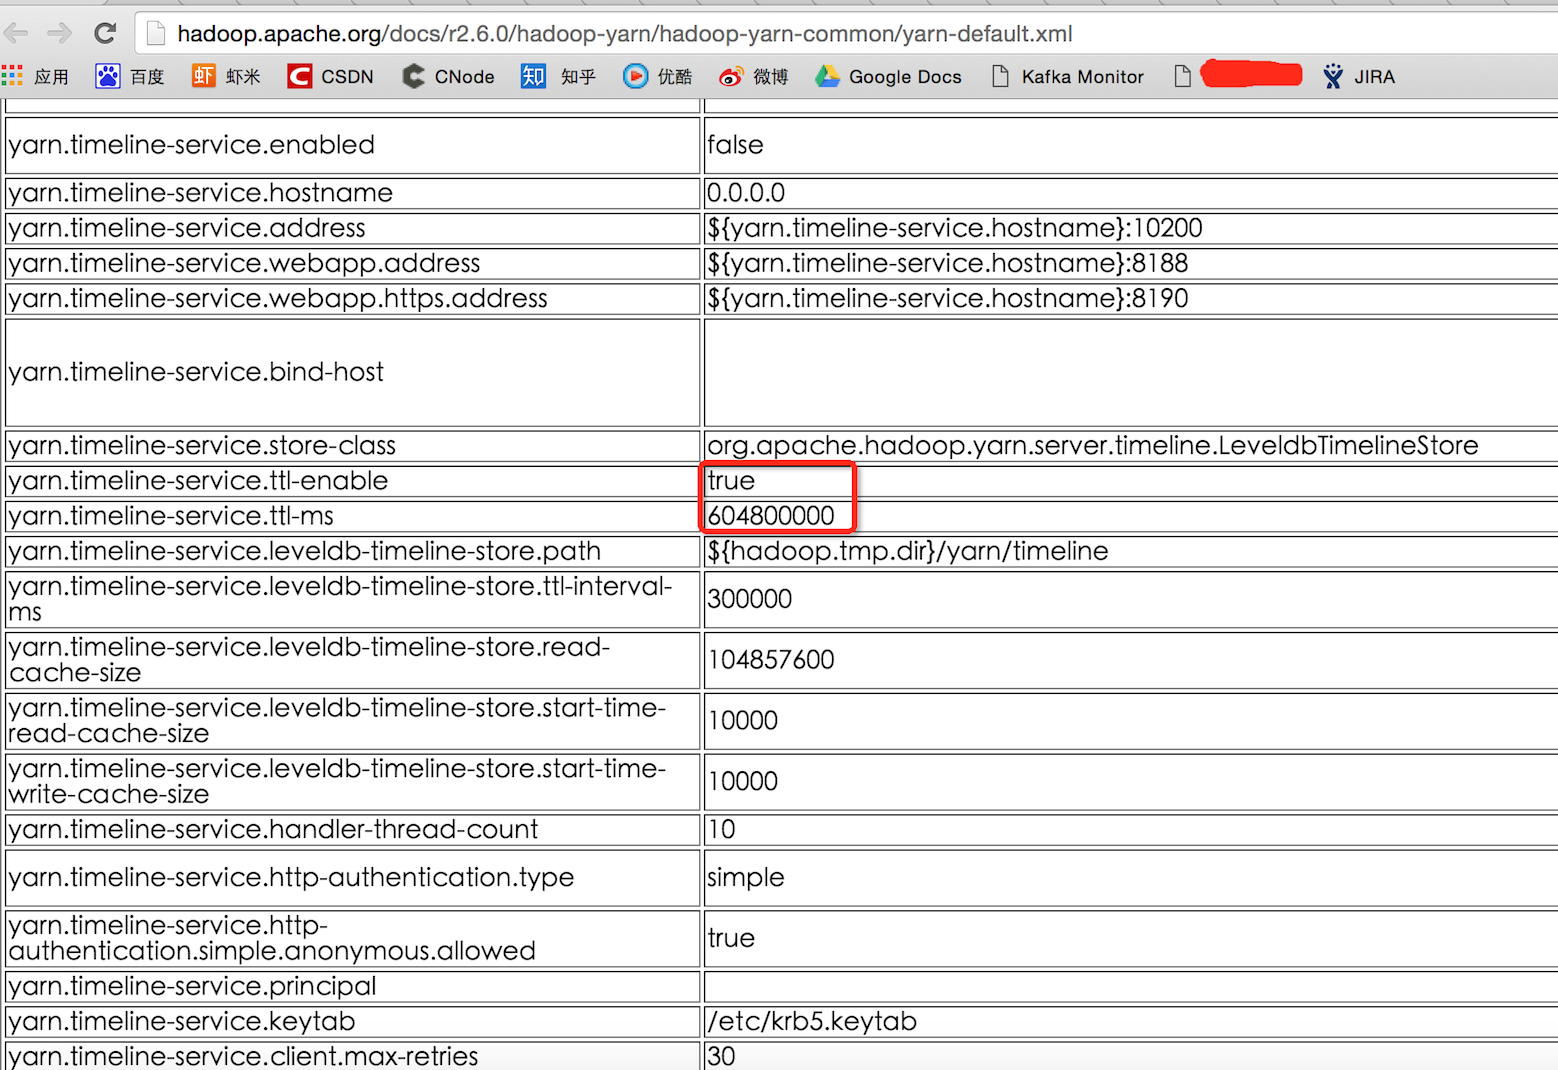 hadoop.apache.org/docs/r2.6.0/hadoop-yarn/hadoop-yarn-common/yarn-default.xml
应用 百度 虾 虾米 C CSDN CNode 知 知乎 优酷 微博 Google Docs Kafka Monitor JIRA
yarn.timeline-service.enabled false
yarn.timeline-service.hostname 0.0.0.0
yarn.timeline-service.address ${yarn.timeline-service.hostname}:10200
yarn.timeline-service.webapp.address ${yarn.timeline-service.hostname}:8188
yarn.timeline-service.webapp.https.address ${yarn.timeline-service.hostname}:8190
yarn.timeline-service.bind-host
yarn.timeline-service.store-class org.apache.hadoop.yarn.server.timeline.LeveldbTimelineStore
yarn.timeline-service.ttl-enable true
yarn.timeline-service.ttl-ms 604800000
yarn.timeline-service.leveldb-timeline-store.path ${hadoop.tmp.dir}/yarn/timeline
yarn.timeline-service.leveldb-timeline-store.ttl-interval-
ms 300000
yarn.timeline-service.leveldb-timeline-store.read-
cache-size 104857600
yarn.timeline-service.leveldb-timeline-store.start-time-
read-cache-size 10000
yarn.timeline-service.leveldb-timeline-store.start-time-
write-cache-size 10000
yarn.timeline-service.handler-thread-count 10
yarn.timeline-service.http-authentication.type simple
yarn.timeline-service.http-
authentication.simple.anonymous.allowed true
yarn.timeline-service.principal
yarn.timeline-service.keytab /etc/krb5.keytab
yarn.timeline-service.client.max-retries 30